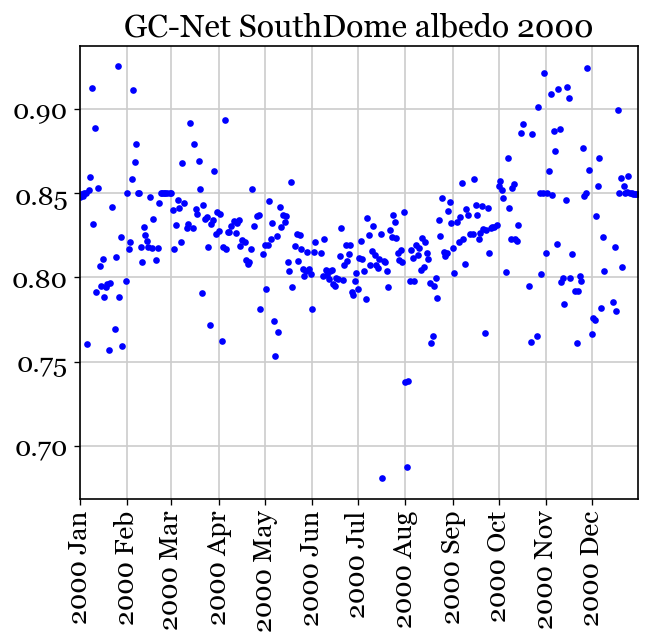 GC-Net SouthDome albedo 2000
0.90
0.85
0.80
0.75
0.70
2000 Jan
2000 Feb
2000 Mar
2000 Apr
2000 May
2000 Jun
2000 Jul
2000 Aug
2000 Sep
2000 Oct
2000 Nov
2000 Dec